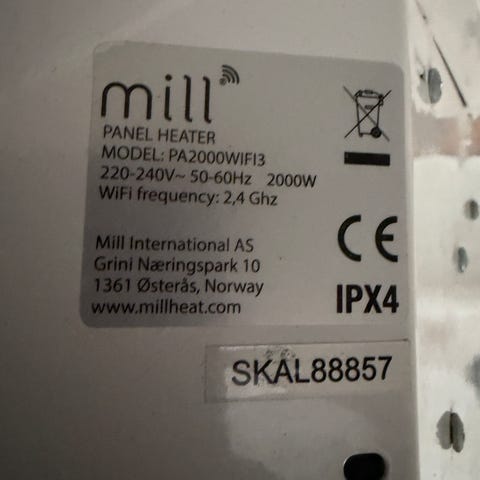 mill
PANEL HEATER
MODEL: PA2000WIFI3
220-240V~ 50-60Hz 2000W
WiFi frequency: 2,4 Ghz
Mill International AS
Grini Næringspark 10
1361 Østerås, Norway
www.millheat.com
CE
IPX4
SKAL88857